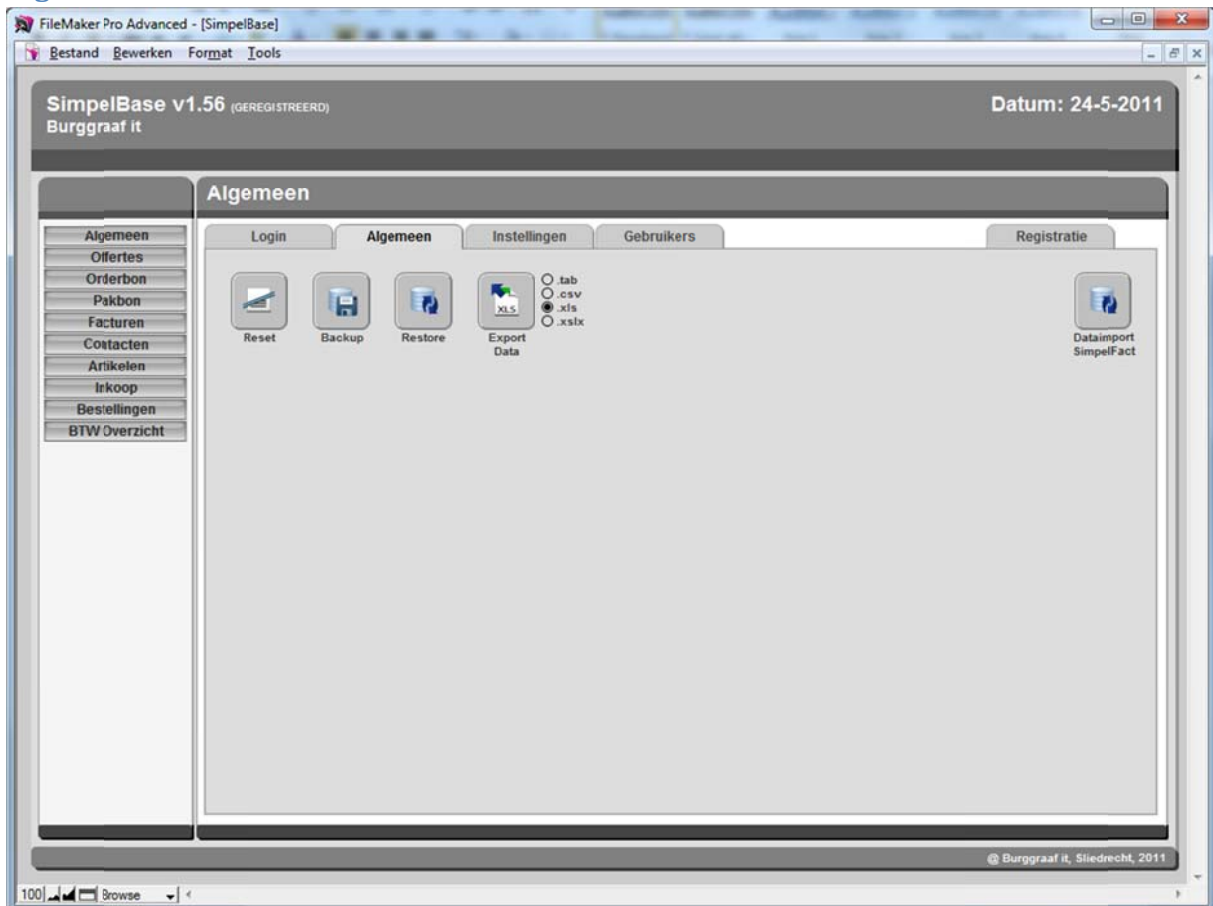 FileMaker Pro Advanced - [SimpelBase]
Bestand Bewerken Format Tools
SimpelBase v1.56 (GEREGISTREERD)
Datum: 24-5-2011
Burggraaf it
Algemeen
Login Algemeen Instellingen Gebruikers Registratie
Algemeen
Offertes
Orderbon
Pakbon
Facturen
Contacten
Artikelen
Inkoop
Bestellingen
BTW Overzicht
.tab
.csv
.xls
.xslx
XLS
Reset Backup Restore Export Data
Dataimport SimpelFact
@ Burggraaf it, Sliedrecht, 2011
100 Browse